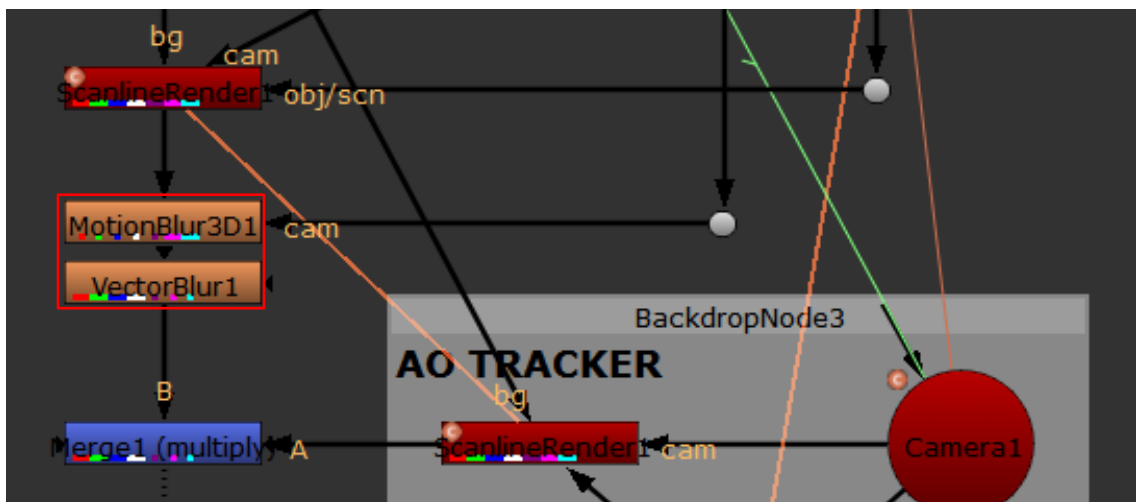 bg
cam
C
ScanlineRender1
obj/scn
MotionBlur3D1
cam
VectorBlur1
BackdropNode3
AO TRACKER
B
bg
C
C
Merge1 (multiply)
A
ScanlineRender1
cam
Camera1